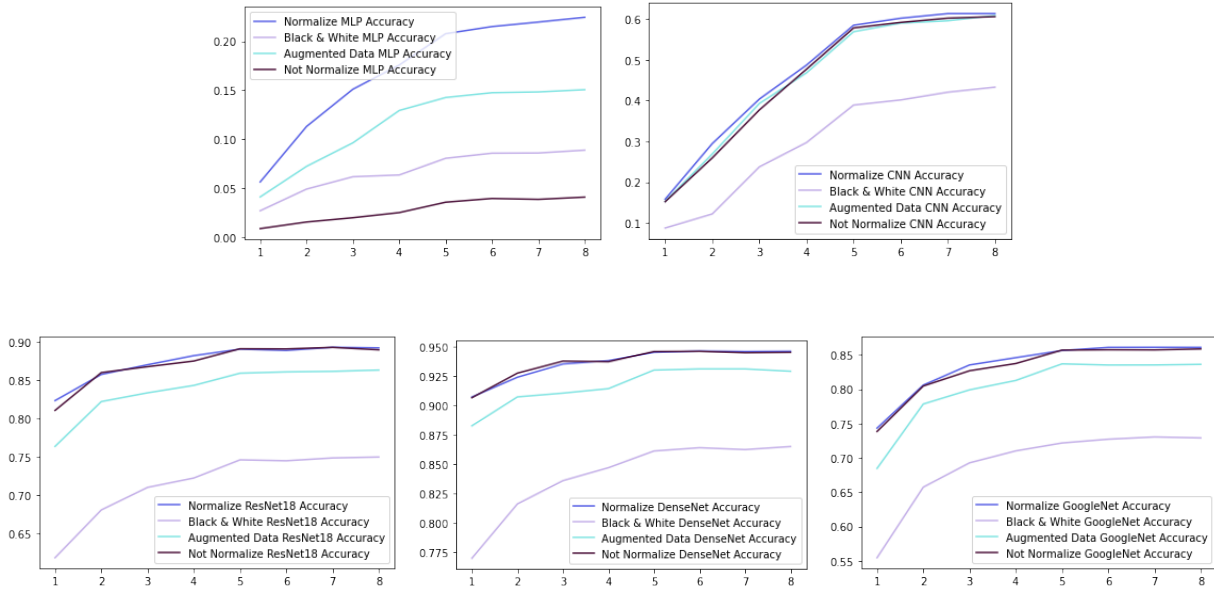 Normalize MLP Accuracy
Black & White MLP Accuracy
Augmented Data MLP Accuracy
Not Normalize MLP Accuracy
0.20
0.15
0.10
0.05
0.00
1 2 3 4 5 6 7 8
0.6
0.5
0.4
0.3
0.2
0.1
Normalize CNN Accuracy
Black & White CNN Accuracy
Augmented Data CNN Accuracy
Not Normalize CNN Accuracy
1 2 3 4 5 6 7 8
0.90
0.85
0.80
0.75
0.70
0.65
Normalize ResNet18 Accuracy
Black & White ResNet18 Accuracy
Augmented Data ResNet18 Accuracy
Not Normalize ResNet18 Accuracy
1 2 3 4 5 6 7 8
0.950
0.925
0.900
0.875
0.850
0.825
0.800
0.775
Normalize DenseNet Accuracy
Black & White DenseNet Accuracy
Augmented Data DenseNet Accuracy
Not Normalize DenseNet Accuracy
1 2 3 4 5 6 7 8
0.85
0.80
0.75
0.70
0.65
0.60
0.55
Normalize GoogleNet Accuracy
Black & White GoogleNet Accuracy
Augmented Data GoogleNet Accuracy
Not Normalize GoogleNet Accuracy
1 2 3 4 5 6 7 8